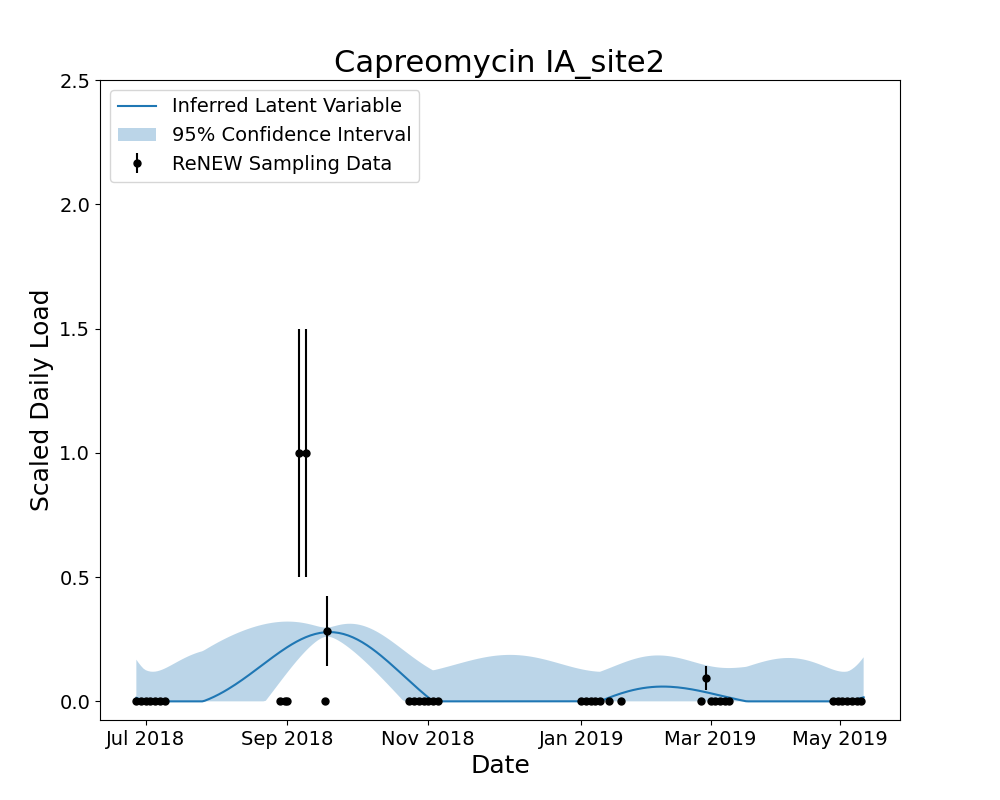 Capreomycin IA_site2
Inferred Latent Variable
95% Confidence Interval
ReNEW Sampling Data
2.5
2.0
1.5
1.0
0.5
0.0
Scaled Daily Load
Jul 2018 Sep 2018 Nov 2018 Jan 2019 Mar 2019 May 2019
Date